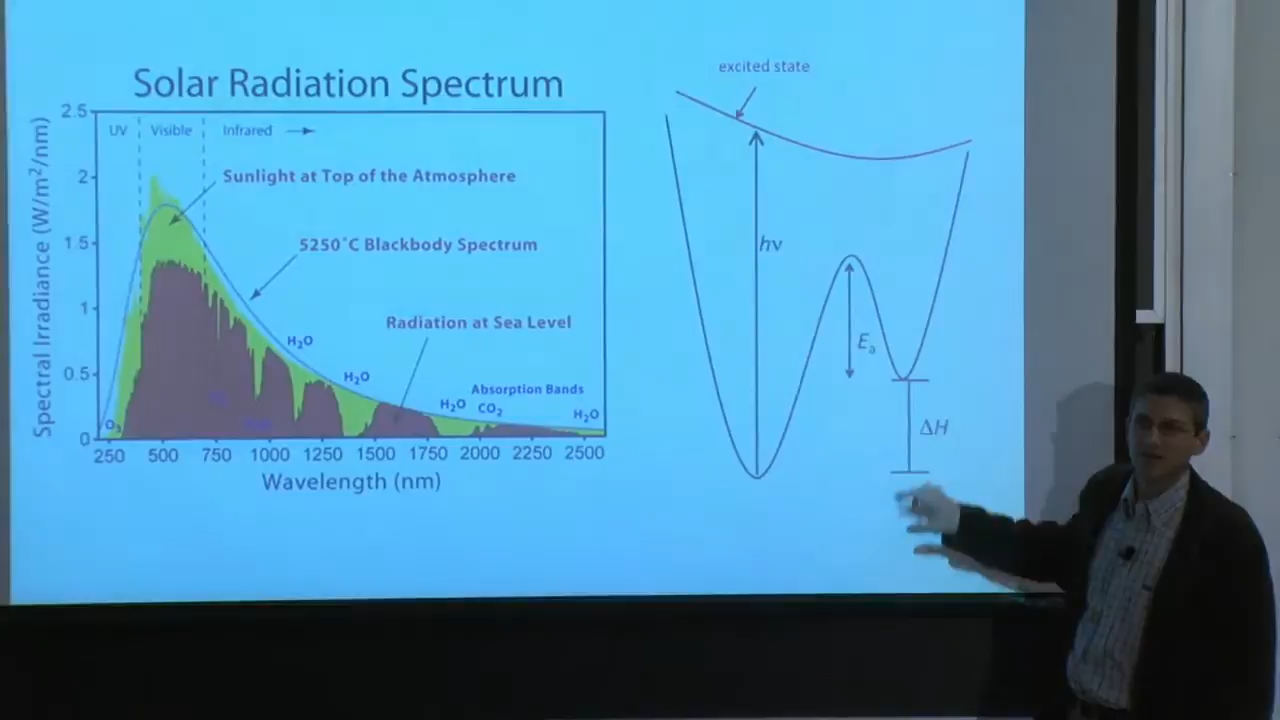 Solar Radiation Spectrum
UV
Visible
Infrared
Sunlight at Top of the Atmosphere
5250°C Blackbody Spectrum
Radiation at Sea Level
H₂O
H₂O
Absorption Bands
H₂O
CO₂
H₂O
O₃
2.5
2
1.5
1
0.5
0
Spectral Irradiance (W/m²/nm)
250 500 750 1000 1250 1500 1750 2000 2250 2500
Wavelength (nm)
excited state
hν
Eₐ
ΔH